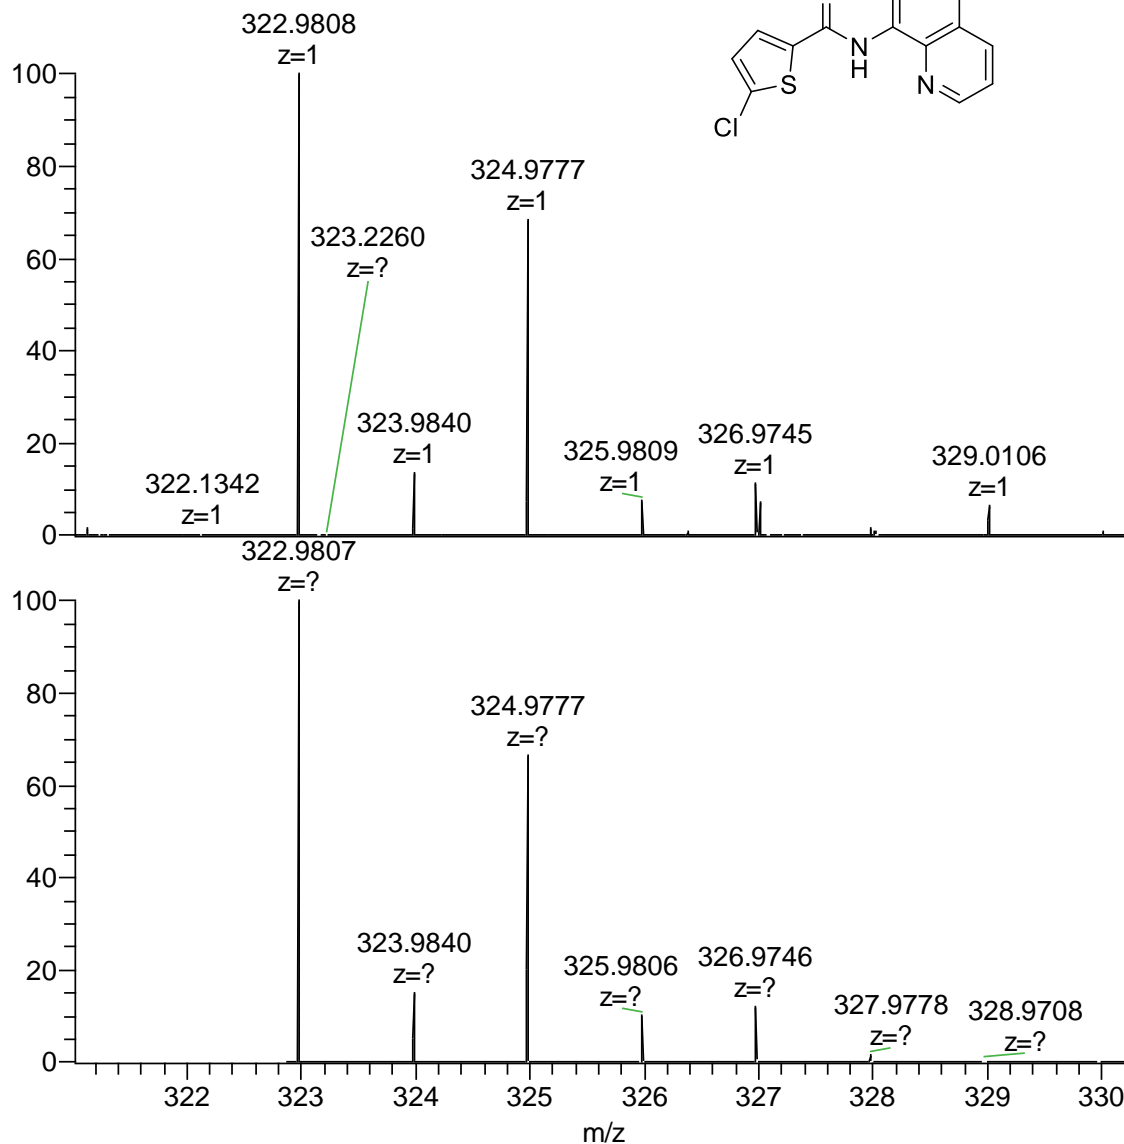 322.9808
z=1
N
H
S
N
Cl
100
80
60
40
20
0
324.9777
z=1
323.2260
z=?
323.9840
z=1
322.1342
z=1
325.9809
z=1
326.9745
z=1
329.0106
z=1
322.9807
z=?
100
80
60
40
20
0
324.9777
z=?
323.9840
z=?
325.9806
z=?
326.9746
z=?
327.9778
z=?
328.9708
z=?
322 323 324 325 326 327 328 329 330
m/z